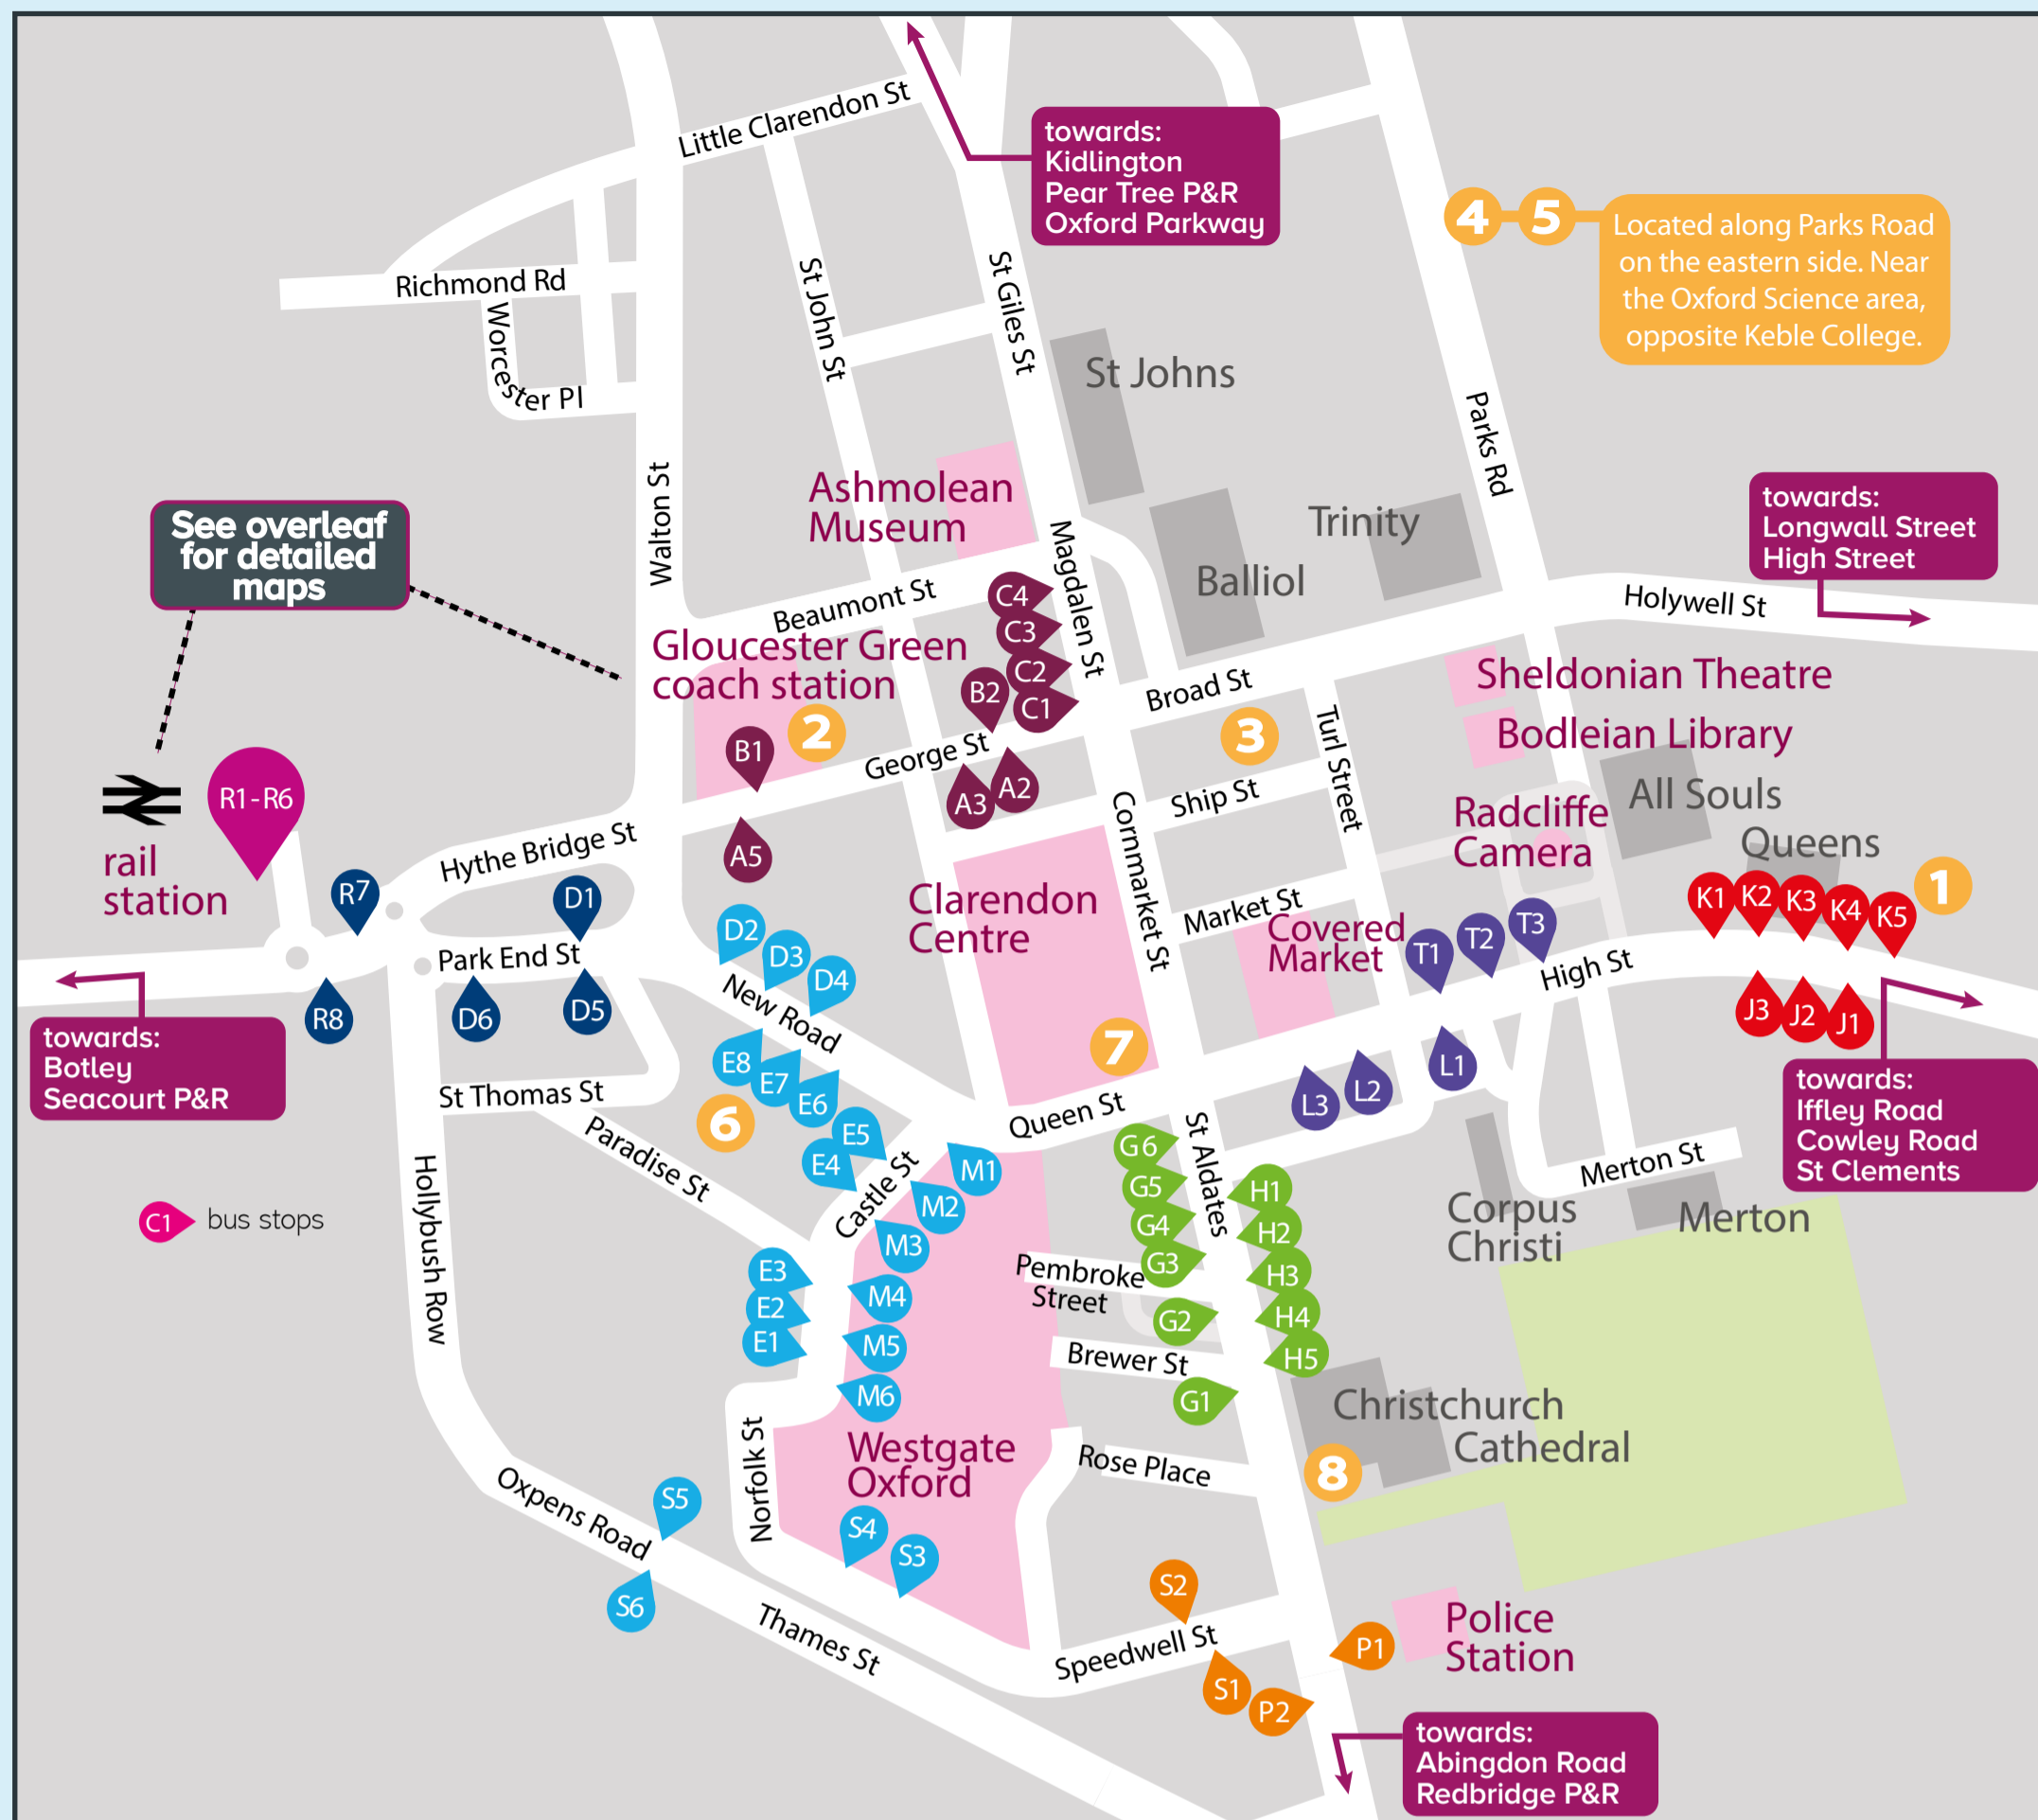 Little Clarendon St
towards:
Kidlington
Pear Tree P&R
Oxford Parkway
4
5
Located along Parks Road
on the eastern side. Near
the Oxford Science area,
opposite Keble College.
Richmond Rd
Worcester Pl
St John St
St Giles St
St Johns
Parks Rd
Walton St
Ashmolean
Museum
Magdalen St
Trinity
Balliol
towards:
Longwall Street
High Street
Holywell St
See overleaf
for detailed
maps
Beaumont St
C4
C3
C2
C1
B2
Gloucester Green
coach station
2
B1
Broad St
3
Turl Street
Sheldonian Theatre
Bodleian Library
George St
A3
A2
A5
Ship St
Cornmarket St
Radcliffe
Camera
All Souls
Queens
1
R1-R6
rail
station
Hythe Bridge St
R7
D1
Park End St
R8
D6
D5
D2
D3
D4
New Road
Clarendon
Centre
Market St
Covered
Market
T1
T2
T3
High St
K1
K2
K3
K4
K5
J3
J2
J1
towards:
Botley
Seacourt P&R
St Thomas St
E8
E7
E6
E5
E4
6
7
Queen St
L3
L2
L1
towards:
Iffley Road
Cowley Road
St Clements
Paradise St
Castle St
M1
M2
M3
M4
M5
M6
E3
E2
E1
G6
G5
G4
G3
G2
G1
St Aldates
H1
H2
H3
H4
H5
Merton St
Corpus
Christi
Merton
C1
bus stops
Hollybush Row
Pembroke
Street
Brewer St
Christchurch
Cathedral
8
Rose Place
Westgate
Oxford
Norfolk St
Oxpens Road
S5
S6
S4
S3
Thames St
S2
Speedwell St
S1
P2
P1
Police
Station
towards:
Abingdon Road
Redbridge P&R